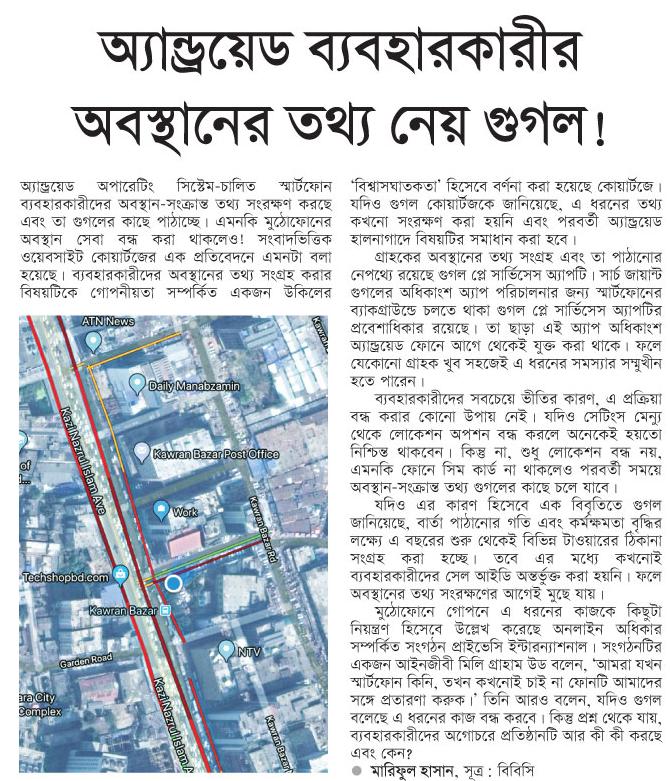 অ্যান্ড্রয়েড ব্যবহারকারীর
অবস্থানের তথ্য নেয় গুগল!
অ্যান্ড্রয়েড অপারেটিং সিস্টেম-চালিত স্মার্টফোন
ব্যবহারকারীদের অবস্থান-সংক্রান্ত তথ্য সংরক্ষণ করছে
এবং তা গুগলের কাছে পাঠাচ্ছে। এমনকি মুঠোফোনের
অবস্থান সেবা বন্ধ করা থাকলেও! সংবাদভিত্তিক
ওয়েবসাইট কোয়ার্টজের এক প্রতিবেদনে এমনটা বলা
হয়েছে। ব্যবহারকারীদের অবস্থানের তথ্য সংগ্রহ করার
বিষয়টিকে গোপনীয়তা সম্পর্কিত একজন উকিলের
ATN News
Daily Manabzamin
Kazi Nazrul Islam Ave
Kawran Bazar Post Office
of
d...
Work
Kawran Bazar Rd
Techshopbd.com
Kawran Bazar
Garden Road
NTV
ara City
Complex
Kazi Nazrul Islam A
Kawran Bazar
‘বিশ্বাসঘাতকতা’ হিসেবে বর্ণনা করা হয়েছে কোয়ার্টজে।
যদিও গুগল কোয়ার্টজকে জানিয়েছে, এ ধরনের তথ্য
কখনো সংরক্ষণ করা হয়নি এবং পরবর্তী অ্যান্ড্রয়েড
হালনাগাদে বিষয়টির সমাধান করা হবে।
গ্রাহকের অবস্থানের তথ্য সংগ্রহ এবং তা পাঠানোর
নেপথ্যে রয়েছে গুগল প্লে সার্ভিসেস অ্যাপটি। সার্চ জায়ান্ট
গুগলের অধিকাংশ অ্যাপ পরিচালনার জন্য স্মার্টফোনের
ব্যাকগ্রাউন্ডে চলতে থাকা গুগল প্লে সার্ভিসেস অ্যাপটির
প্রবেশাধিকার রয়েছে। তা ছাড়া এই অ্যাপ অধিকাংশ
অ্যান্ড্রয়েড ফোনে আগে থেকেই যুক্ত করা থাকে। ফলে
যেকোনো গ্রাহক খুব সহজেই এ ধরনের সমস্যার সম্মুখীন
হতে পারেন।
ব্যবহারকারীদের সবচেয়ে ভীতির কারণ, এ প্রক্রিয়া
বন্ধ করার কোনো উপায় নেই। যদিও সেটিংস মেন্যু
থেকে লোকেশন অপশন বন্ধ করলে অনেকেই হয়তো
নিশ্চিন্ত থাকবেন। কিন্তু না, শুধু লোকেশন বন্ধ নয়,
এমনকি ফোনে সিম কার্ড না থাকলেও পরবর্তী সময়ে
অবস্থান-সংক্রান্ত তথ্য গুগলের কাছে চলে যাবে।
যদিও এর কারণ হিসেবে এক বিবৃতিতে গুগল
জানিয়েছে, বার্তা পাঠানোর গতি এবং কর্মক্ষমতা বৃদ্ধির
লক্ষ্যে এ বছরের শুরু থেকেই বিভিন্ন টাওয়ারের ঠিকানা
সংগ্রহ করা হচ্ছে। তবে এর মধ্যে কখনোই
ব্যবহারকারীদের সেল আইডি অন্তর্ভুক্ত করা হয়নি। ফলে
অবস্থানের তথ্য সংরক্ষণের আগেই মুছে যায়।
মুঠোফোনে গোপনে এ ধরনের কাজকে কিছুটা
নিয়ন্ত্রণ হিসেবে উল্লেখ করেছে অনলাইন অধিকার
সম্পর্কিত সংগঠন প্রাইভেসি ইন্টারন্যাশনাল। সংগঠনটির
একজন আইনজীবী মিলি গ্রাহাম উড বলেন, ‘আমরা যখন
স্মার্টফোন কিনি, তখন কখনোই চাই না ফোনটি আমাদের
সঙ্গে প্রতারণা করুক।’ তিনি আরও বলেন, যদিও গুগল
বলেছে এ ধরনের কাজ বন্ধ করবে। কিন্তু প্রশ্ন থেকে যায়,
ব্যবহারকারীদের অগোচরে প্রতিষ্ঠানটি আর কী কী করছে
এবং কেন?
● মারিফুল হাসান, সূত্র : বিবিসি